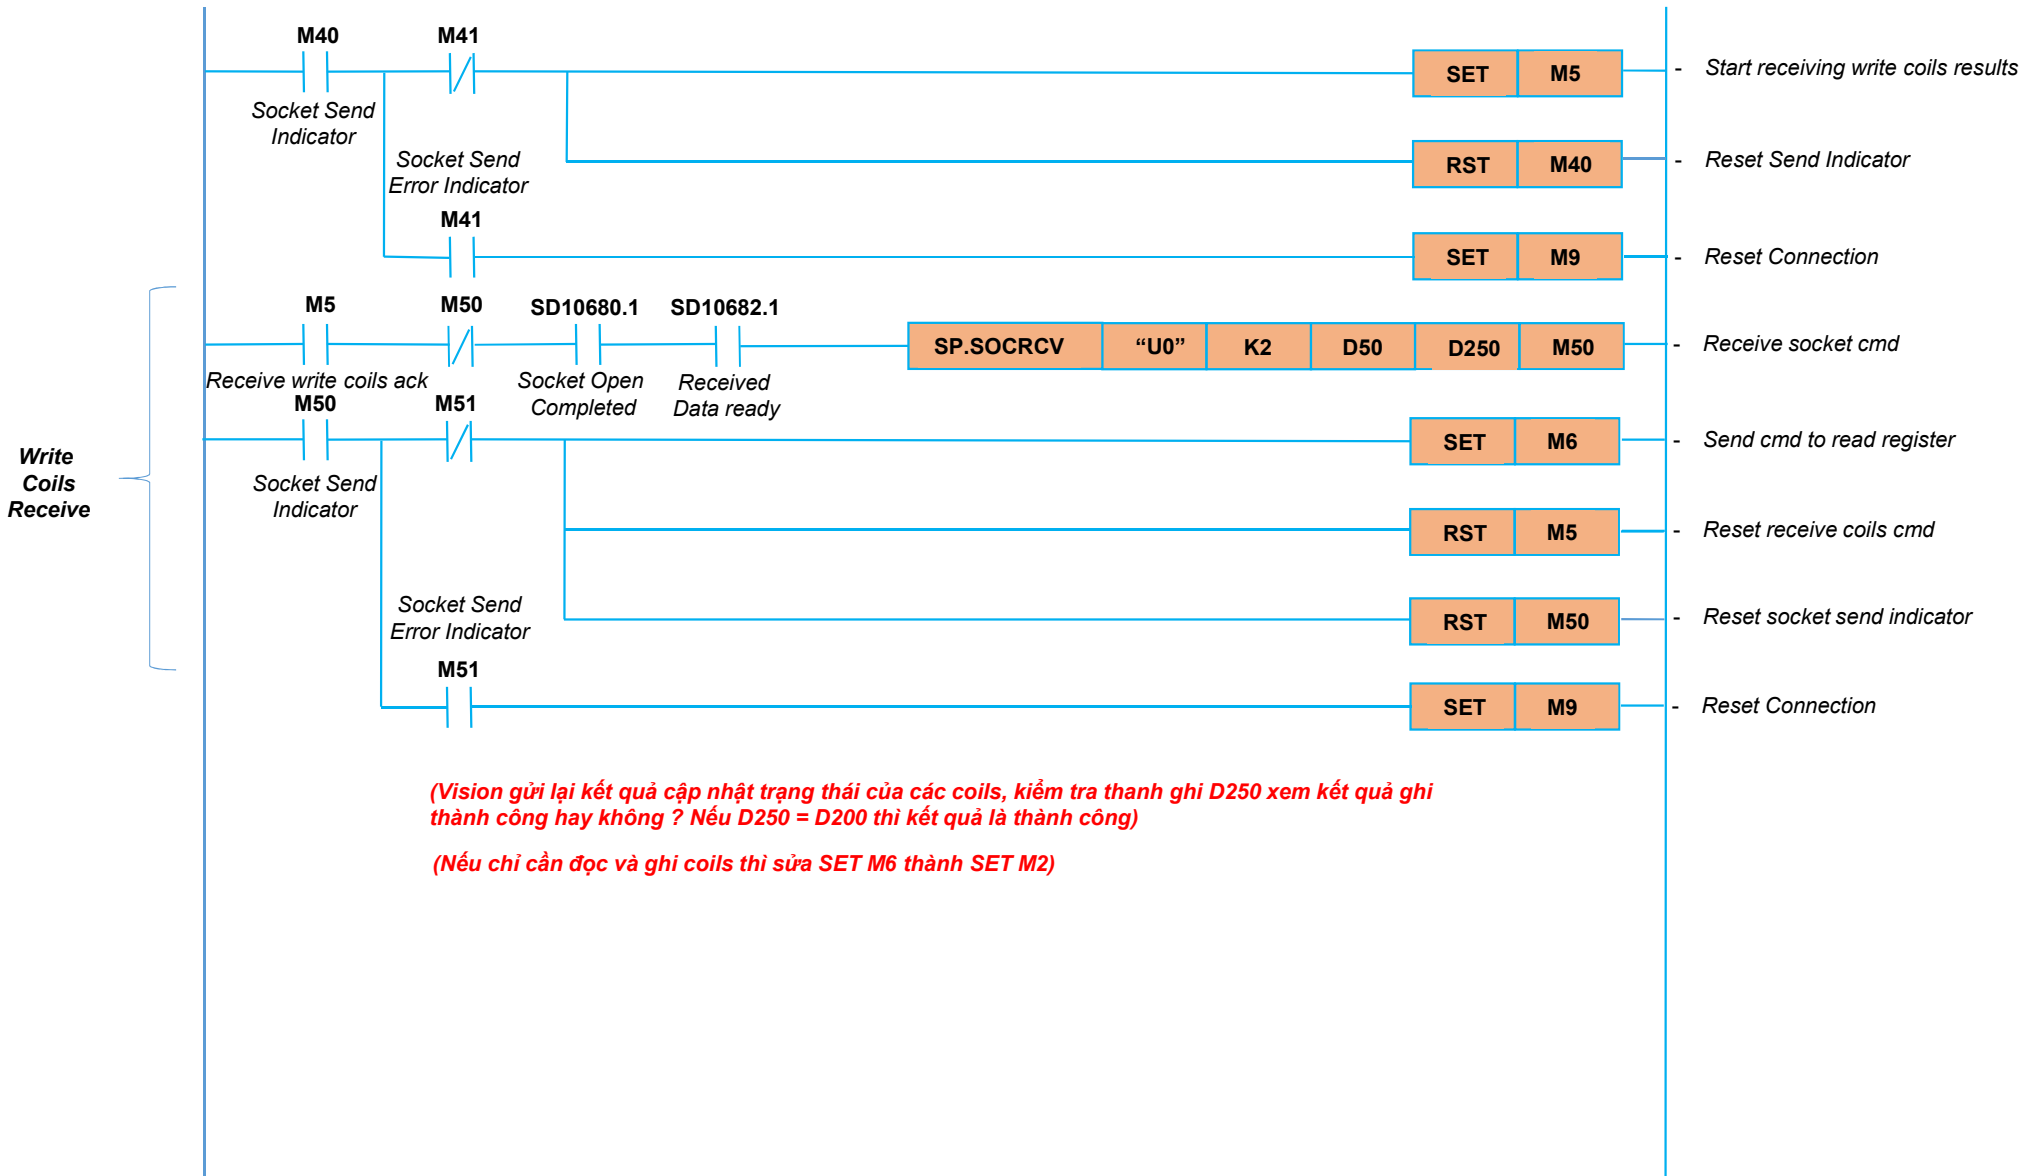 M40 M41
SET M5 - Start receiving write coils results
Socket Send
Indicator
Socket Send
Error Indicator
RST M40 - Reset Send Indicator
M41
SET M9 - Reset Connection
M5 M50 SD10680.1 SD10682.1
SP.SOCRCV “U0” K2 D50 D250 M50 - Receive socket cmd
Receive write coils ack
Socket Open
Completed
Received
Data ready
M50 M51
SET M6 - Send cmd to read register
Write
Coils
Receive
Socket Send
Indicator
RST M5 - Reset receive coils cmd
Socket Send
Error Indicator
RST M50 - Reset socket send indicator
M51
SET M9 - Reset Connection
(Vision gửi lại kết quả cập nhật trạng thái của các coils, kiểm tra thanh ghi D250 xem kết quả ghi
thành công hay không ? Nếu D250 = D200 thì kết quả là thành công)
(Nếu chỉ cần đọc và ghi coils thì sửa SET M6 thành SET M2)